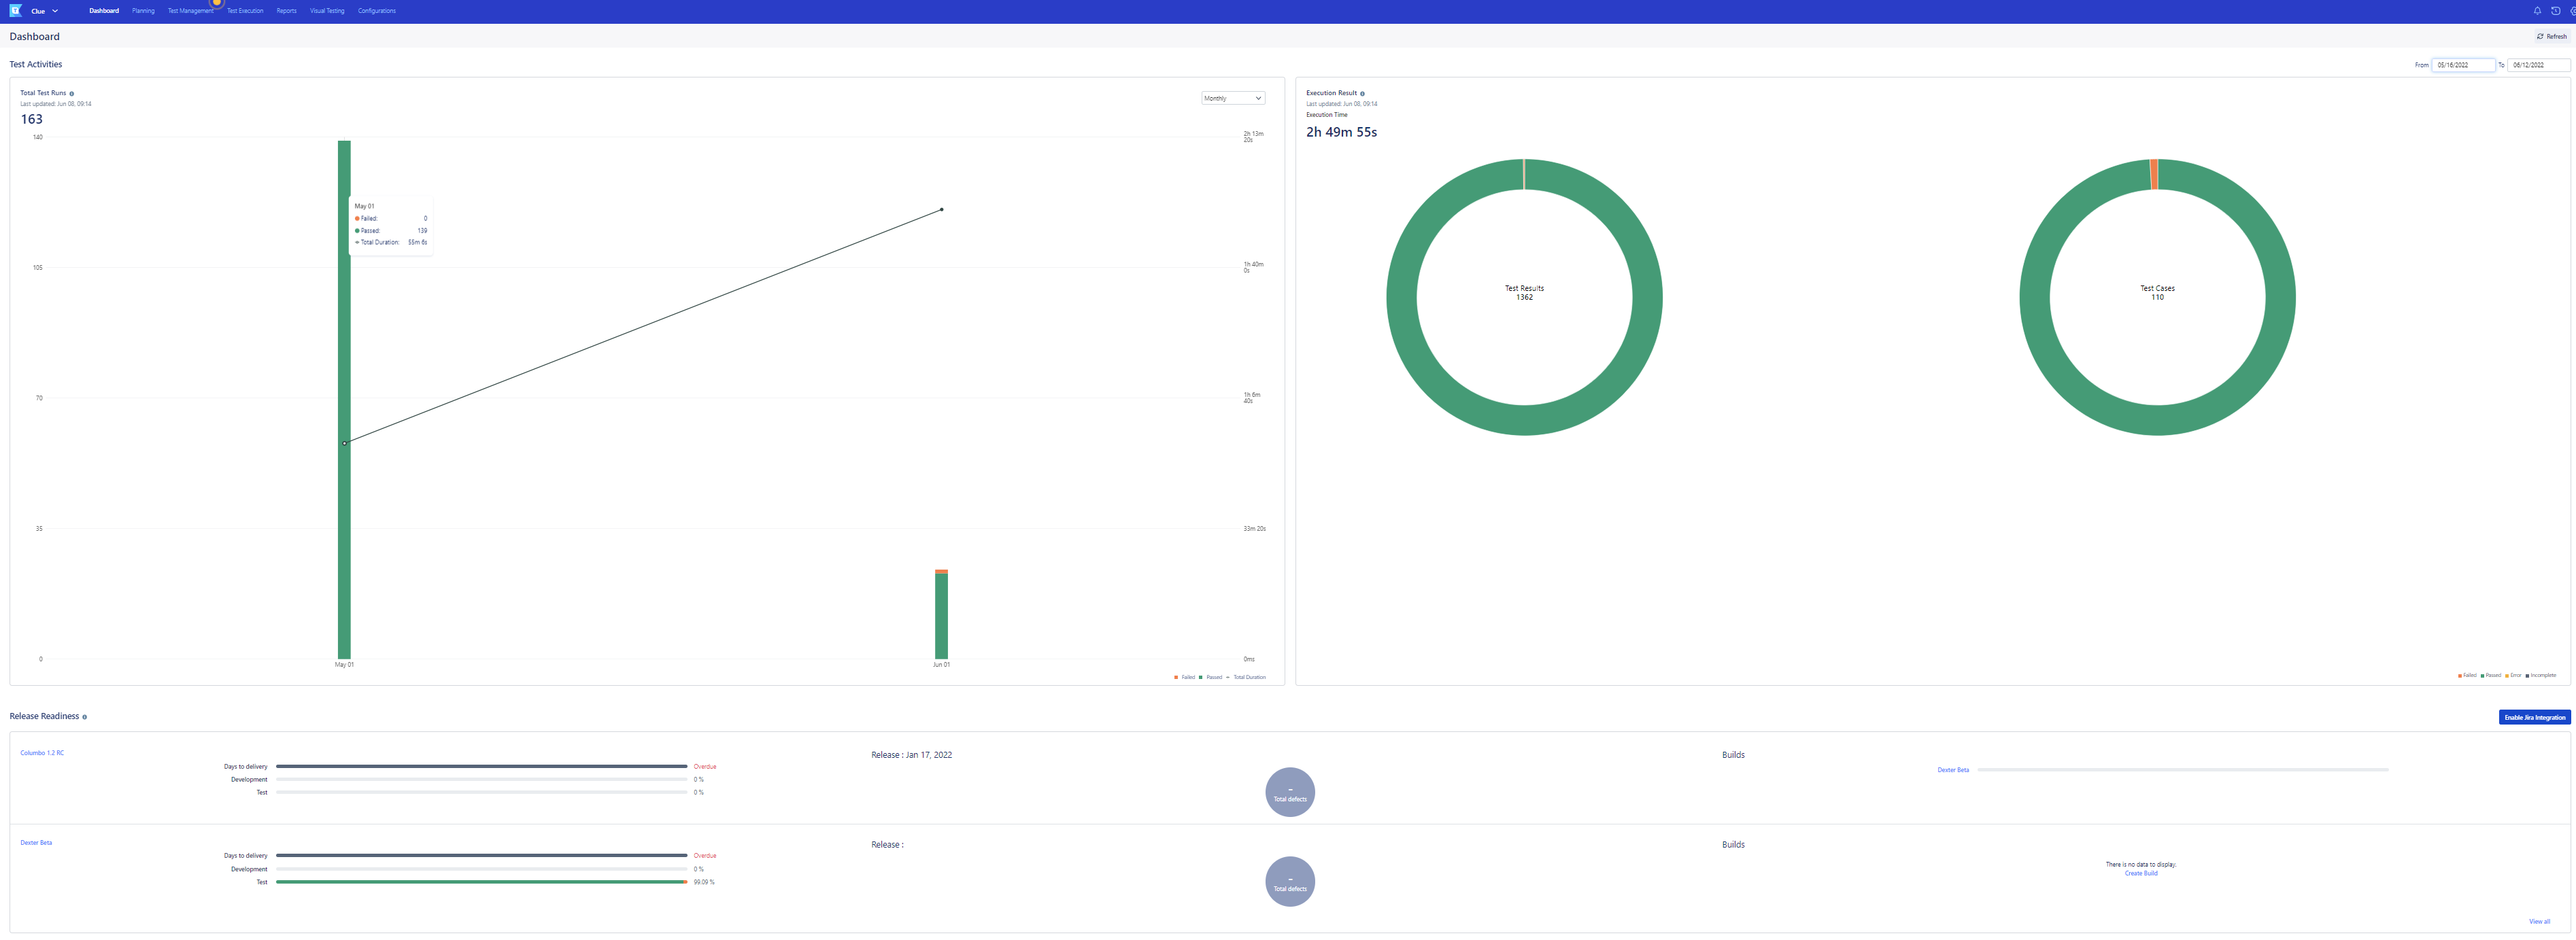 Clue
Dashboard Planning Test Management Test Execution Reports Visual Testing Configurations
Dashboard
Refresh
Test Activities
From 05/16/2022 To 06/12/2022
Total Test Runs
Last updated: Jun 08, 09:14
163
Monthly
140
105
70
35
0
2h 13m
20s
1h 40m
0s
1h 6m
40s
33m 20s
0ms
May 01
Failed: 0
Passed: 139
Total Duration: 55m 6s
May 01
Jun 01
Failed Passed Total Duration
Execution Result
Last updated: Jun 08, 09:14
Execution Time
2h 49m 55s
Test Results
1362
Test Cases
110
Failed Passed Error Incomplete
Release Readiness
Enable Jira Integration
Columbo 1.2 RC
Days to delivery Overdue
Development 0 %
Test 0 %
Release : Jan 17, 2022
-
Total defects
Builds
Dexter Beta
Dexter Beta
Days to delivery Overdue
Development 0 %
Test 99.09 %
Release :
-
Total defects
Builds
There is no data to display.
Create Build
View all